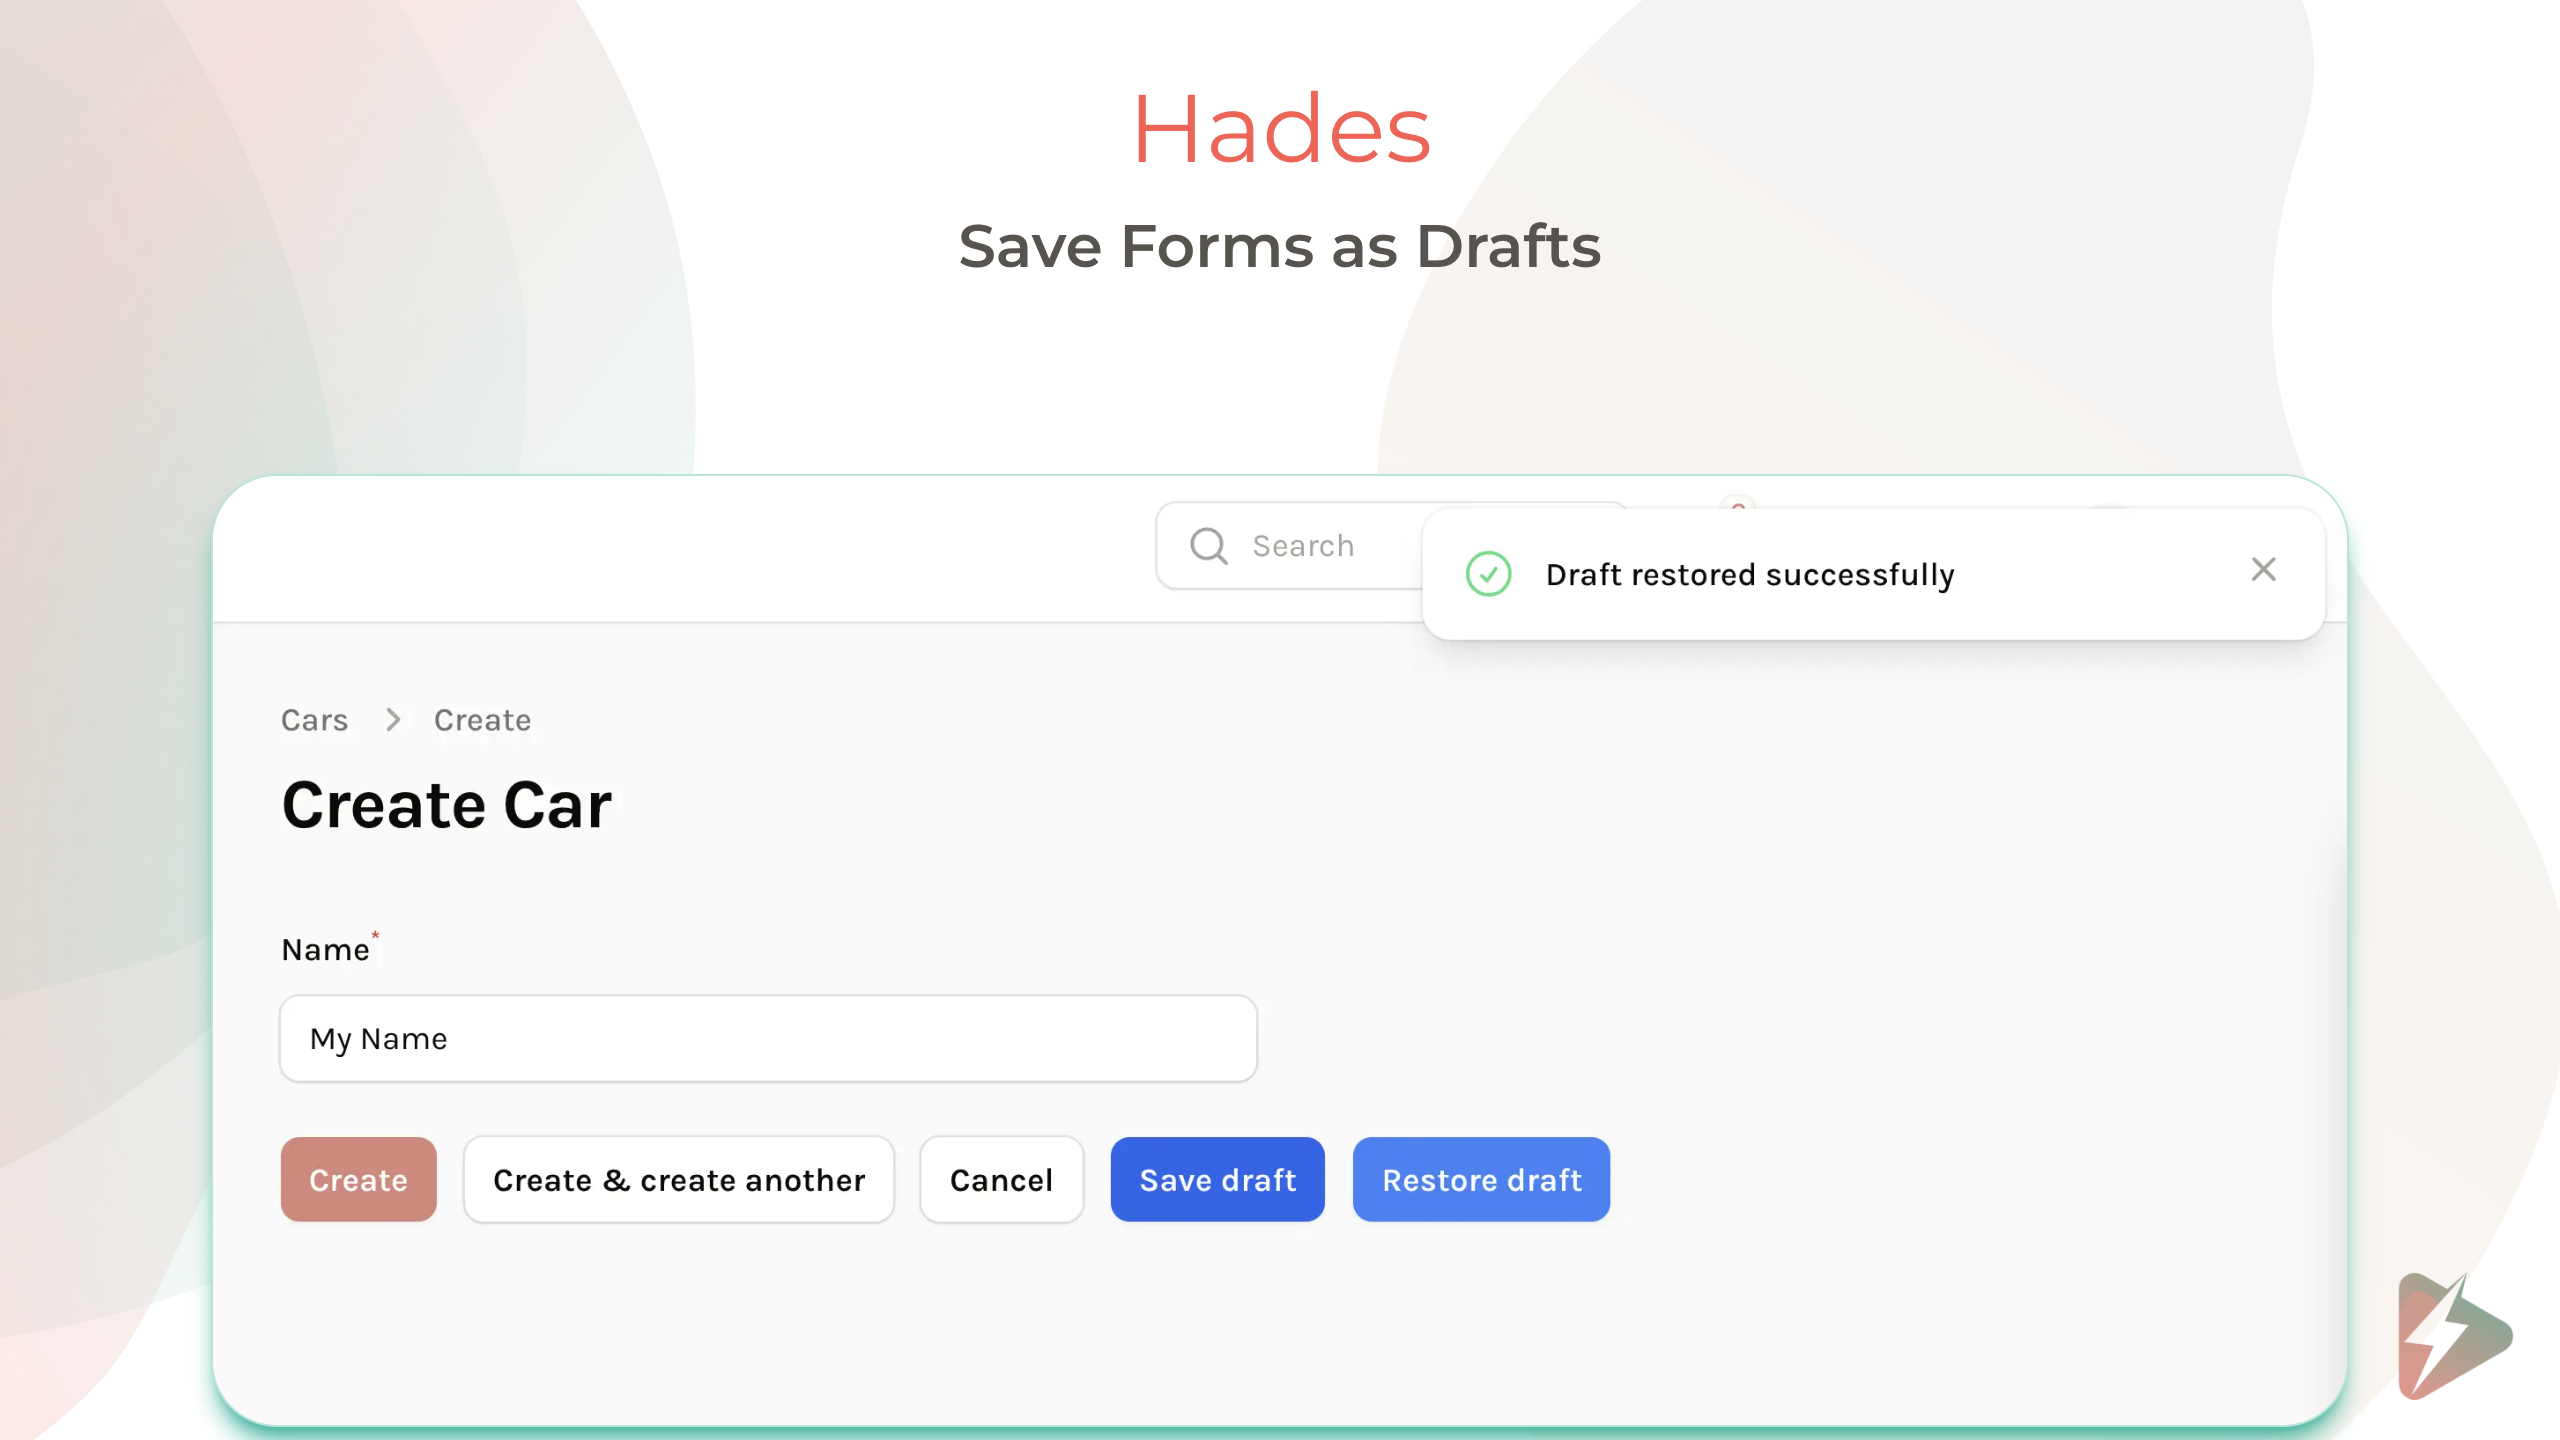 Hades
Save Forms as Drafts
Search
Draft restored successfully
Cars > Create
Create Car
Name*
My Name
Create
Create & create another
Cancel
Save draft
Restore draft